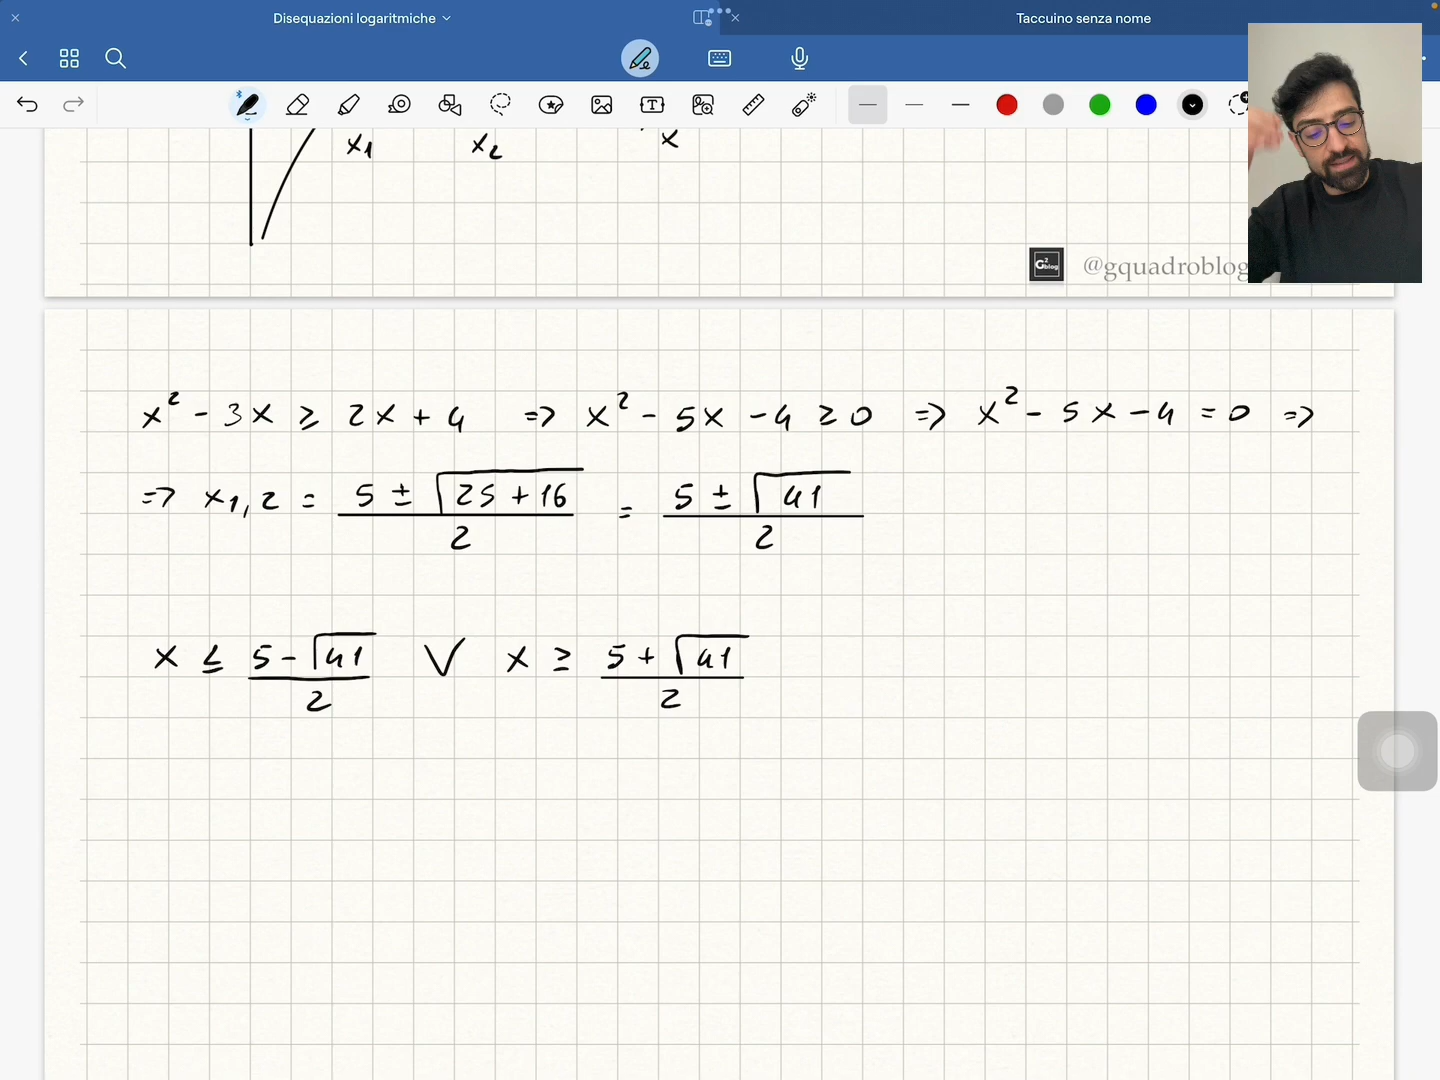 Disequazioni logaritmiche
Taccuino senza nome
x₁ x₂ x
G²blog @gquadroblog
x² - 3x ≥ 2x + 4 => x² - 5x - 4 ≥ 0 => x² - 5x - 4 = 0 =>
=> x₁,₂ = (5 ± √(25 + 16))/2 = (5 ± √41)/2
x ≤ (5 - √41)/2 ∨ x ≥ (5 + √41)/2